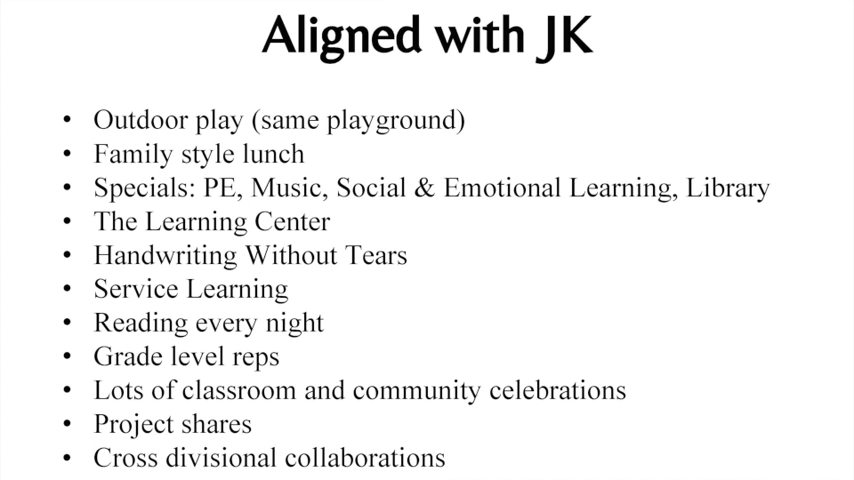 Aligned with JK
• Outdoor play (same playground)
• Family style lunch
• Specials: PE, Music, Social & Emotional Learning, Library
• The Learning Center
• Handwriting Without Tears
• Service Learning
• Reading every night
• Grade level reps
• Lots of classroom and community celebrations
• Project shares
• Cross divisional collaborations